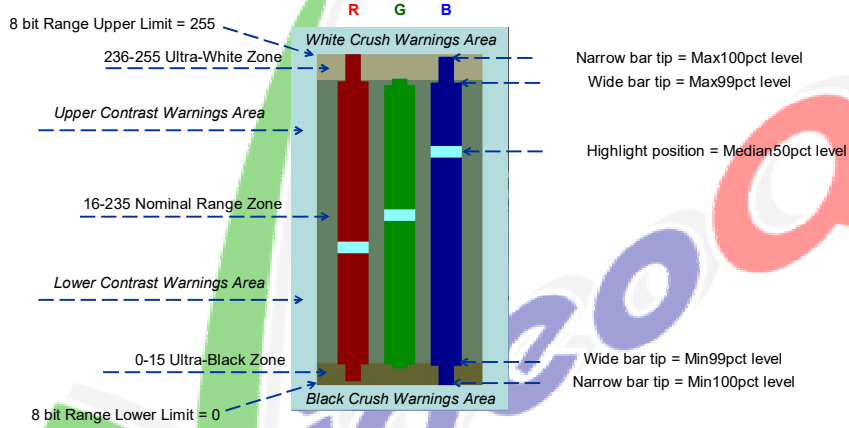 R G B
8 bit Range Upper Limit = 255
White Crush Warnings Area
236-255 Ultra-White Zone
Narrow bar tip = Max100pct level
Wide bar tip = Max99pct level
Upper Contrast Warnings Area
Highlight position = Median50pct level
16-235 Nominal Range Zone
Lower Contrast Warnings Area
0-15 Ultra-Black Zone
Wide bar tip = Min99pct level
Narrow bar tip = Min100pct level
Black Crush Warnings Area
8 bit Range Lower Limit = 0